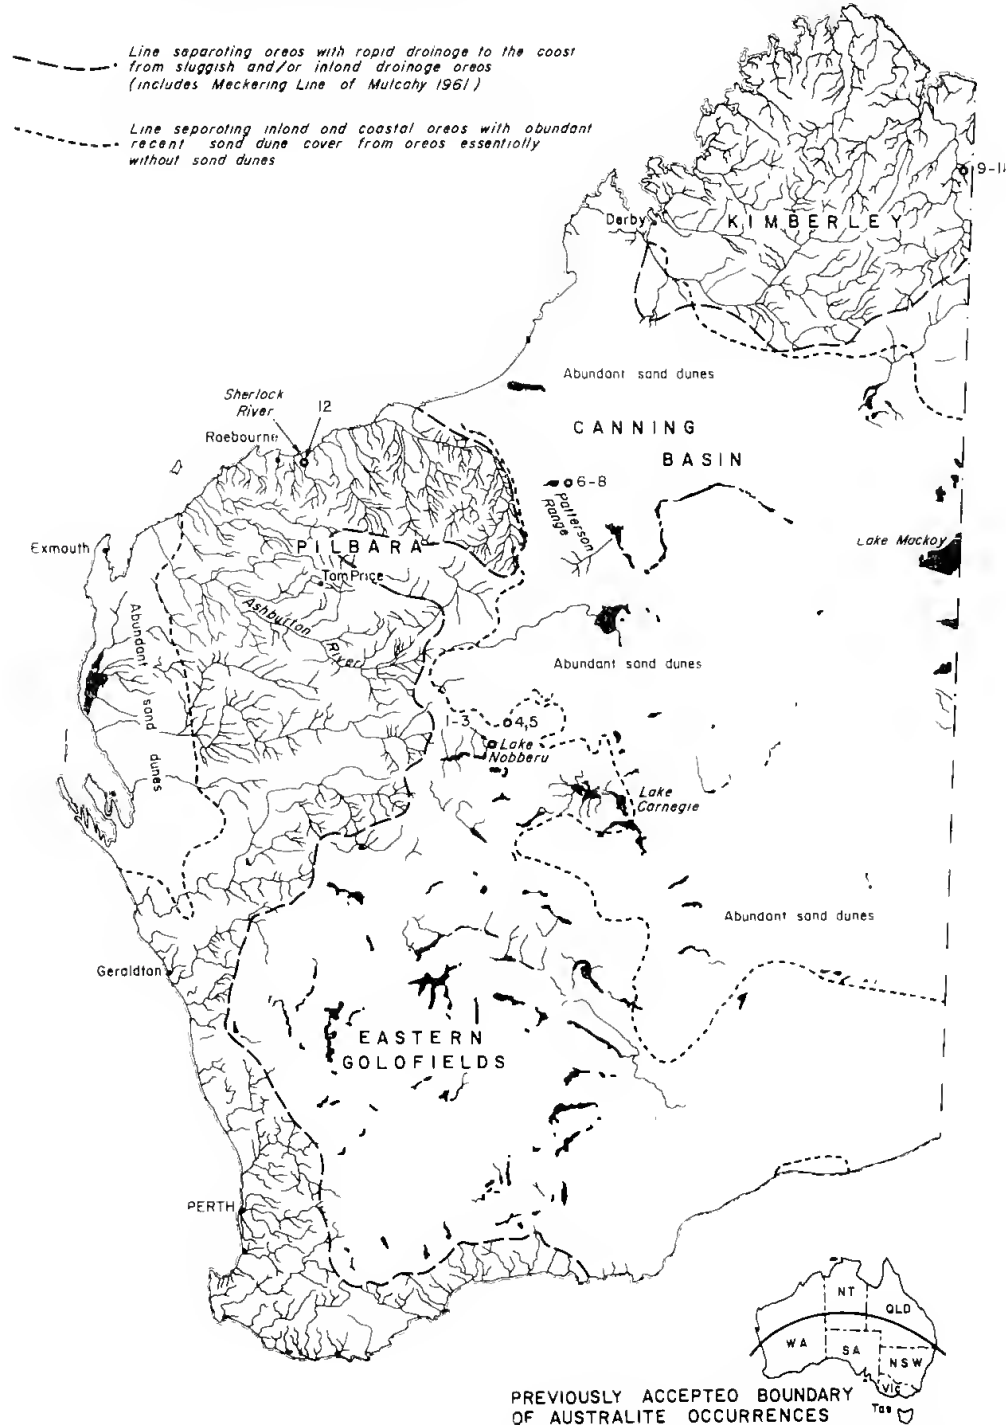 Line separating areas with rapid drainage to the coast
from sluggish and/or inland drainage areas
(includes Meckering Line of Mulcahy 1961)
Line separating inland and coastal areas with abundant
recent sand dune cover from areas essentially
without sand dunes
9-11
Derby
KIMBERLEY
Abundant sand dunes
Sherlock
River
12
Roebourne
CANNING
BASIN
6-8
Patterson
Range
Exmouth
PILBARA
Lake Mackay
Tom Price
Ashburton
River
Abundant sand dunes
Abundant sand dunes
1-3
4,5
Lake
Nabberu
Lake
Carnegie
Abundant sand dunes
Geraldton
EASTERN
GOLDFIELDS
PERTH
NT
QLD
WA
SA
NSW
VIC
Tas
PREVIOUSLY ACCEPTED BOUNDARY
OF AUSTRALITE OCCURRENCES